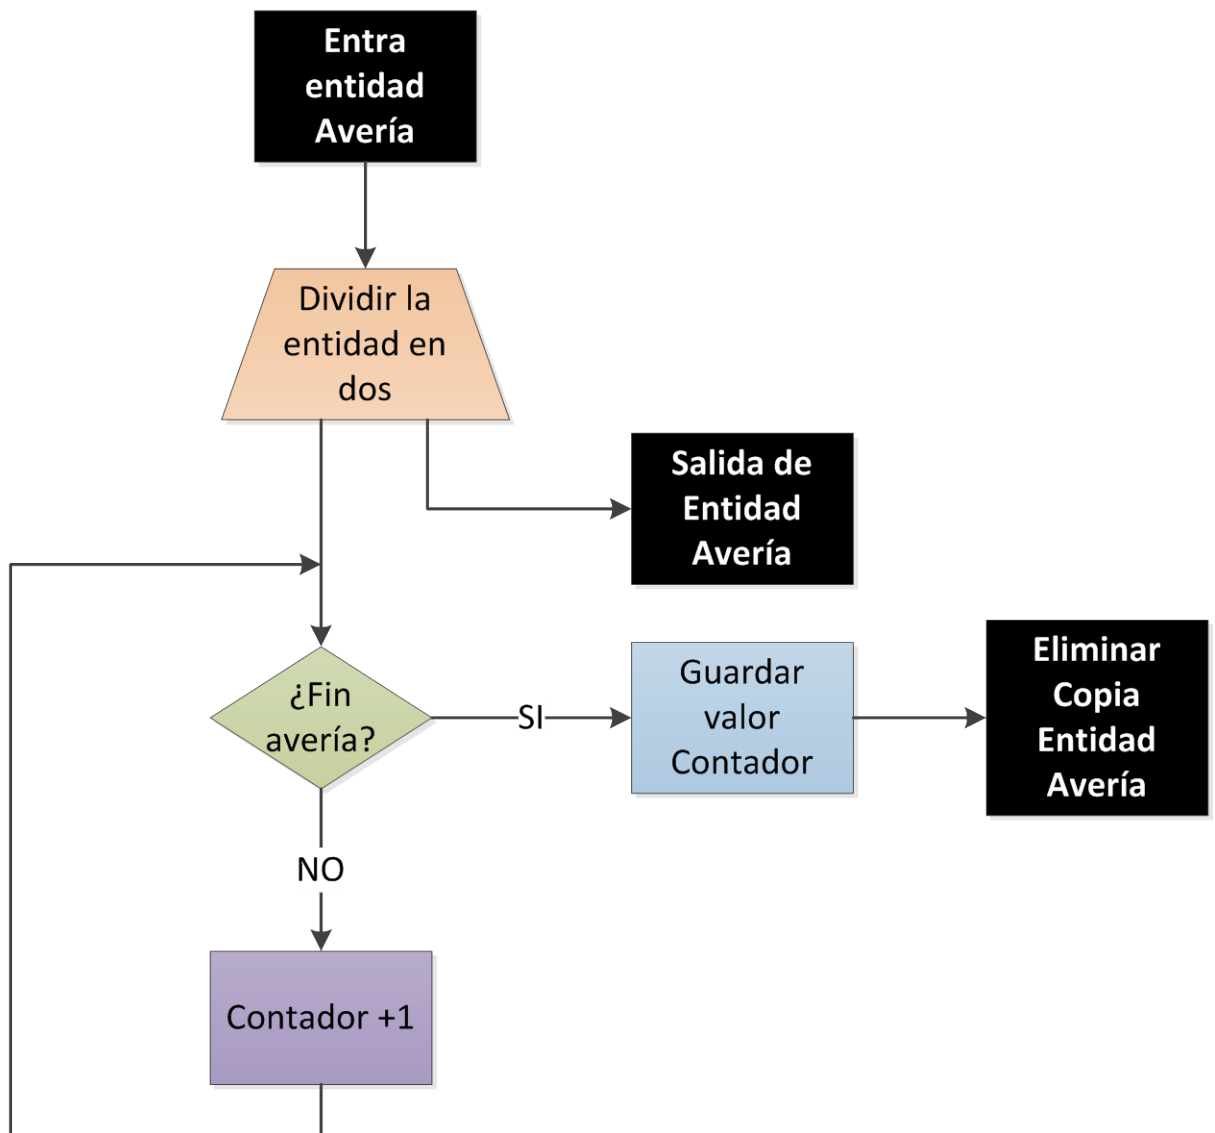 Entra
entidad
Avería
Dividir la
entidad en
dos
Salida de
Entidad
Avería
¿Fin
avería?
SI
Guardar
valor
Contador
Eliminar
Copia
Entidad
Avería
NO
Contador +1